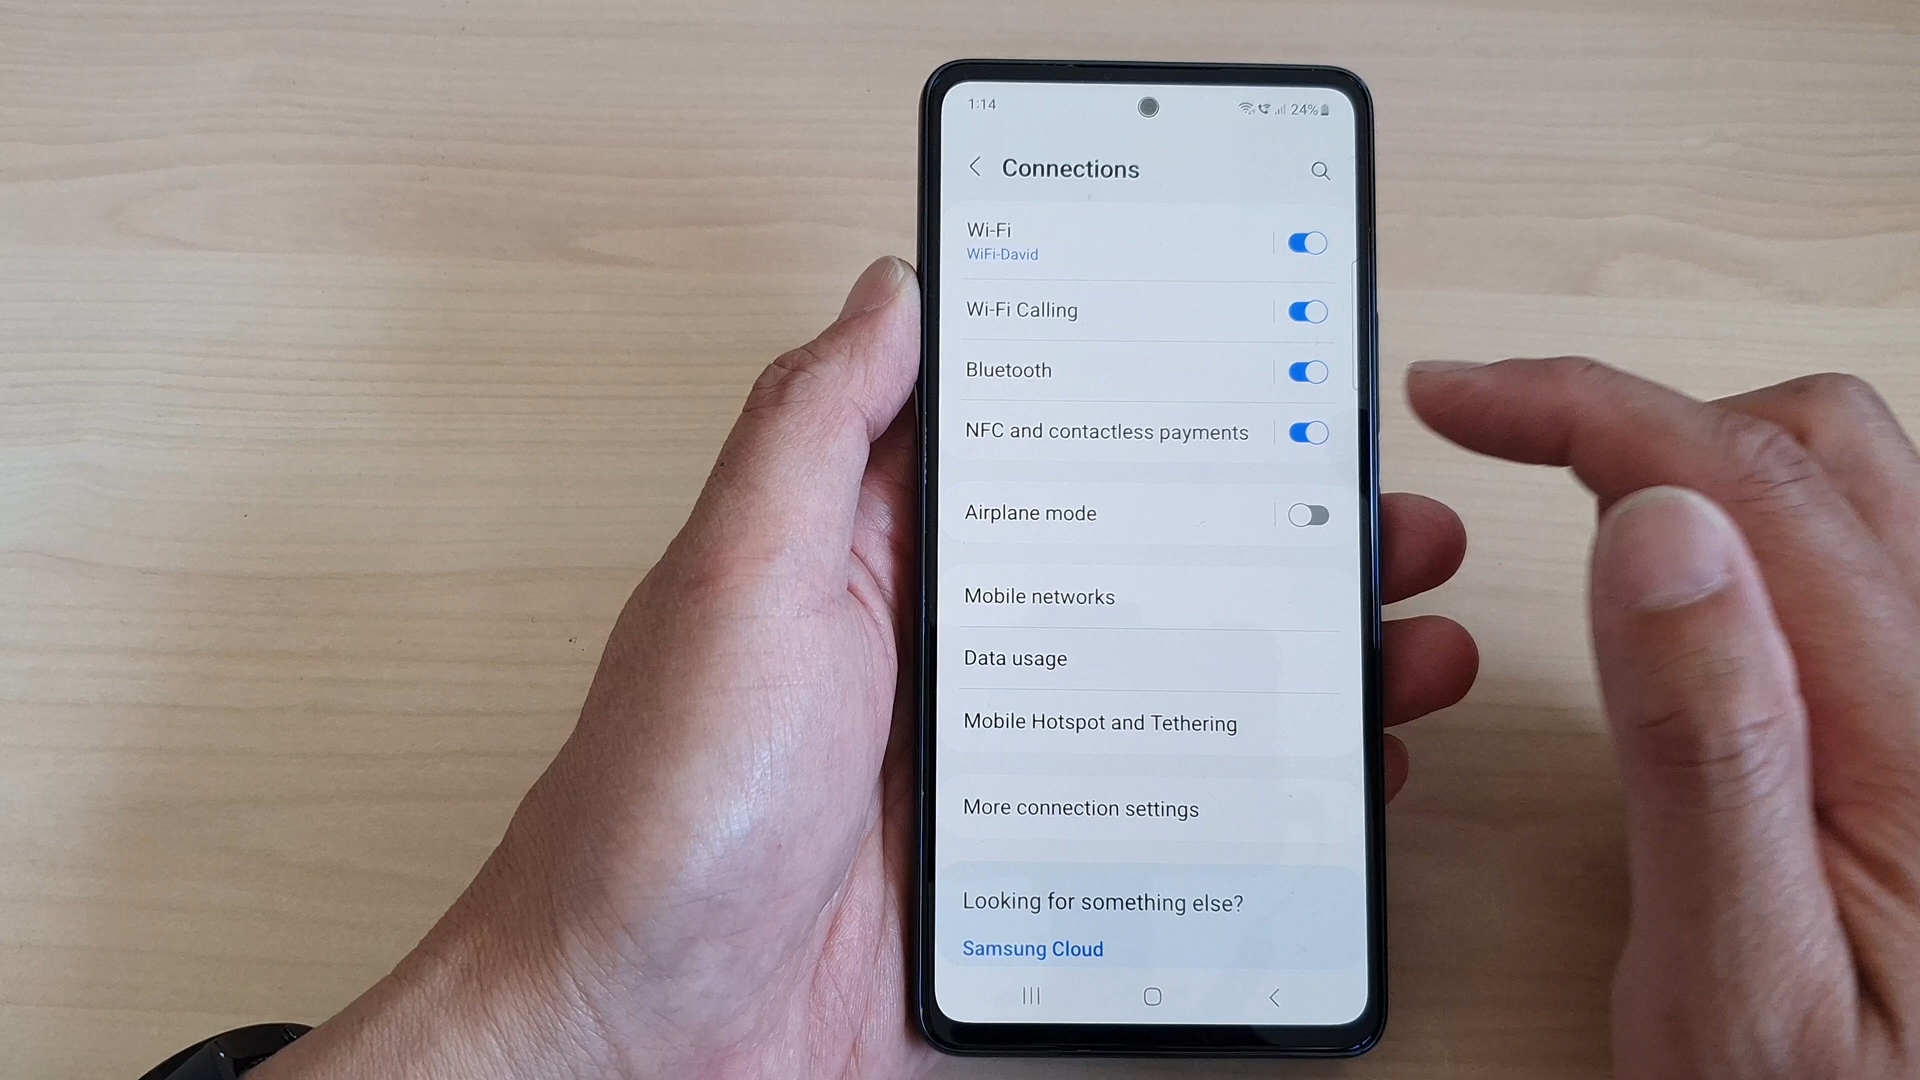 1:14
24%
Connections
Wi-Fi
WiFi-David
Wi-Fi Calling
Bluetooth
NFC and contactless payments
Airplane mode
Mobile networks
Data usage
Mobile Hotspot and Tethering
More connection settings
Looking for something else?
Samsung Cloud